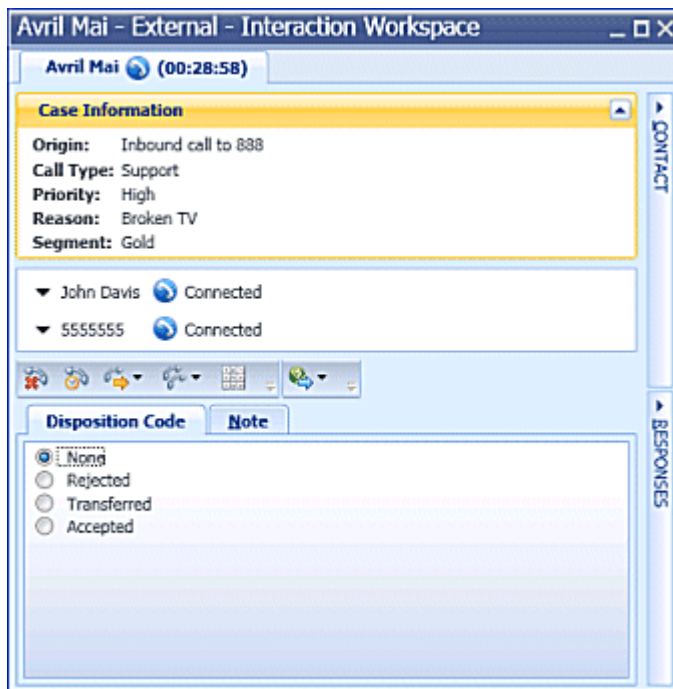 Avril Mai - External - Interaction Workspace
Avril Mai (00:28:58)
Case Information
Origin: Inbound call to 888
Call Type: Support
Priority: High
Reason: Broken TV
Segment: Gold
John Davis Connected
5555555 Connected
Disposition Code Note
None
Rejected
Transferred
Accepted
CONTACT
RESPONSES